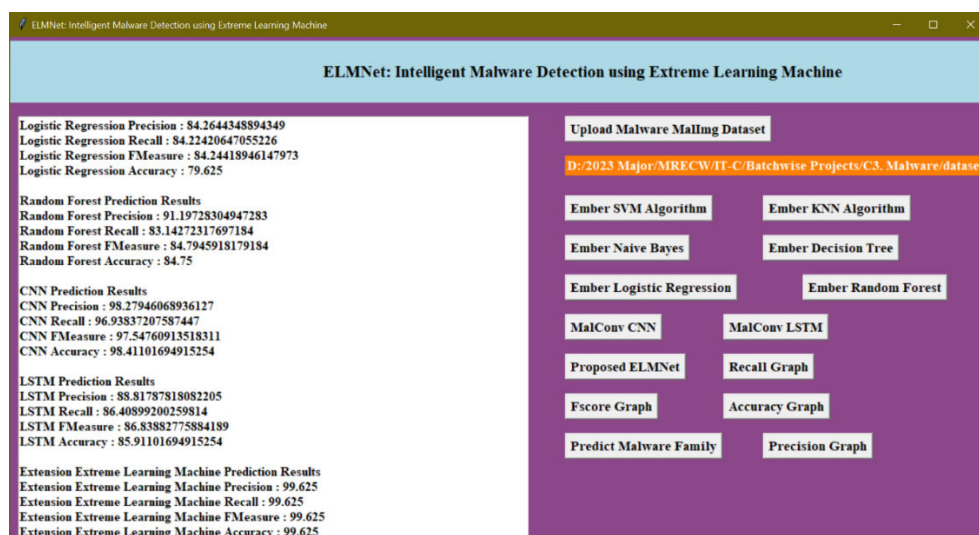 ELMNet: Intelligent Malware Detection using Extreme Learning Machine
ELMNet: Intelligent Malware Detection using Extreme Learning Machine
Logistic Regression Precision : 84.2644348894349
Logistic Regression Recall : 84.22420647055226
Logistic Regression FMeasure : 84.24418946147973
Logistic Regression Accuracy : 79.625
Random Forest Prediction Results
Random Forest Precision : 91.19728304947283
Random Forest Recall : 83.14272317697184
Random Forest FMeasure : 84.7945918179184
Random Forest Accuracy : 84.75
CNN Prediction Results
CNN Precision : 98.27946068936127
CNN Recall : 96.93837207587447
CNN FMeasure : 97.54760913518311
CNN Accuracy : 98.41101694915254
LSTM Prediction Results
LSTM Precision : 88.81787818082205
LSTM Recall : 86.40899200259814
LSTM FMeasure : 86.83882775884189
LSTM Accuracy : 85.91101694915254
Extension Extreme Learning Machine Prediction Results
Extension Extreme Learning Machine Precision : 99.625
Extension Extreme Learning Machine Recall : 99.625
Extension Extreme Learning Machine FMeasure : 99.625
Extension Extreme Learning Machine Accuracy : 99.625
Upload Malware MalImg Dataset
D:/2023 Major/MRECW/IT-C/Batchwise Projects/C3. Malware/datase
Ember SVM Algorithm Ember KNN Algorithm
Ember Naive Bayes Ember Decision Tree
Ember Logistic Regression Ember Random Forest
MalConv CNN MalConv LSTM
Proposed ELMNet Recall Graph
Fscore Graph Accuracy Graph
Predict Malware Family Precision Graph